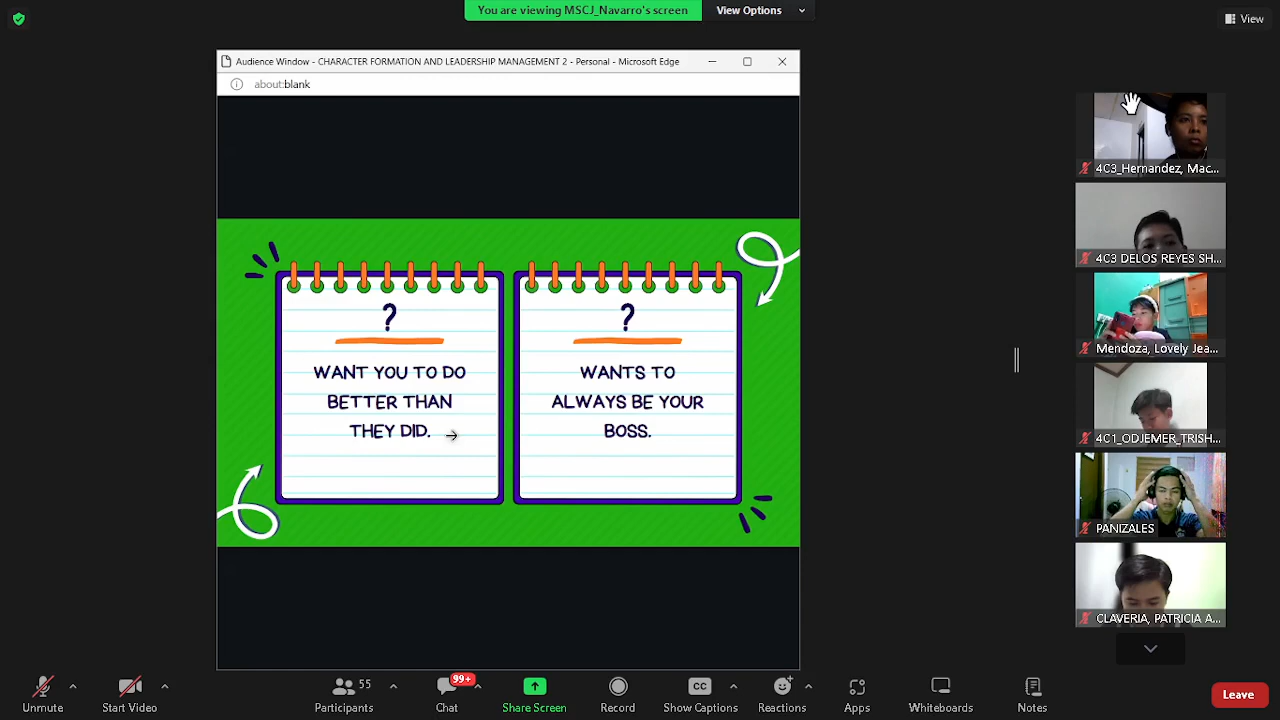 You are viewing MSCJ_Navarro's screen
View Options
View
Audience Window - CHARACTER FORMATION AND LEADERSHIP MANAGEMENT 2 - Personal - Microsoft Edge
about:blank
?
WANT YOU TO DO
BETTER THAN
THEY DID.
?
WANTS TO
ALWAYS BE YOUR
BOSS.
4C3_Hernandez, Mac...
4C3 DELOS REYES SH...
Mendoza, Lovely Jea...
4C1_ODJEMER_TRISH...
PANIZALES
CLAVERIA, PATRICIA A...
Unmute
Start Video
55
Participants
99+
Chat
Share Screen
Record
CC
Show Captions
Reactions
Apps
Whiteboards
Notes
Leave